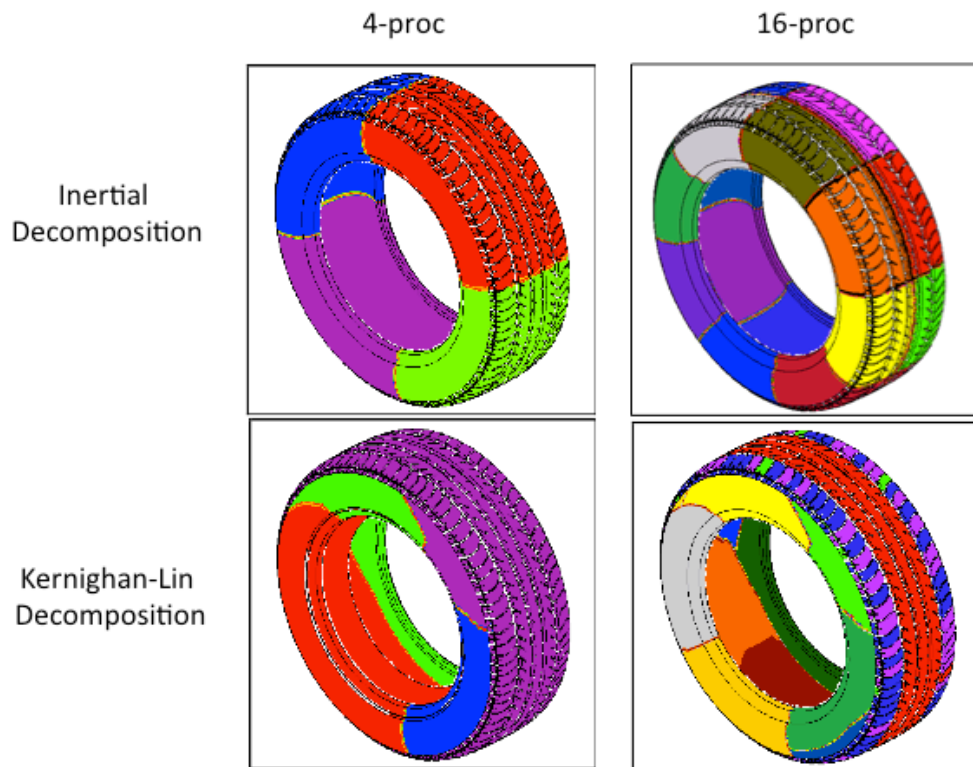 4-proc
16-proc
Inertial
Decomposition
Kernighan-Lin
Decomposition